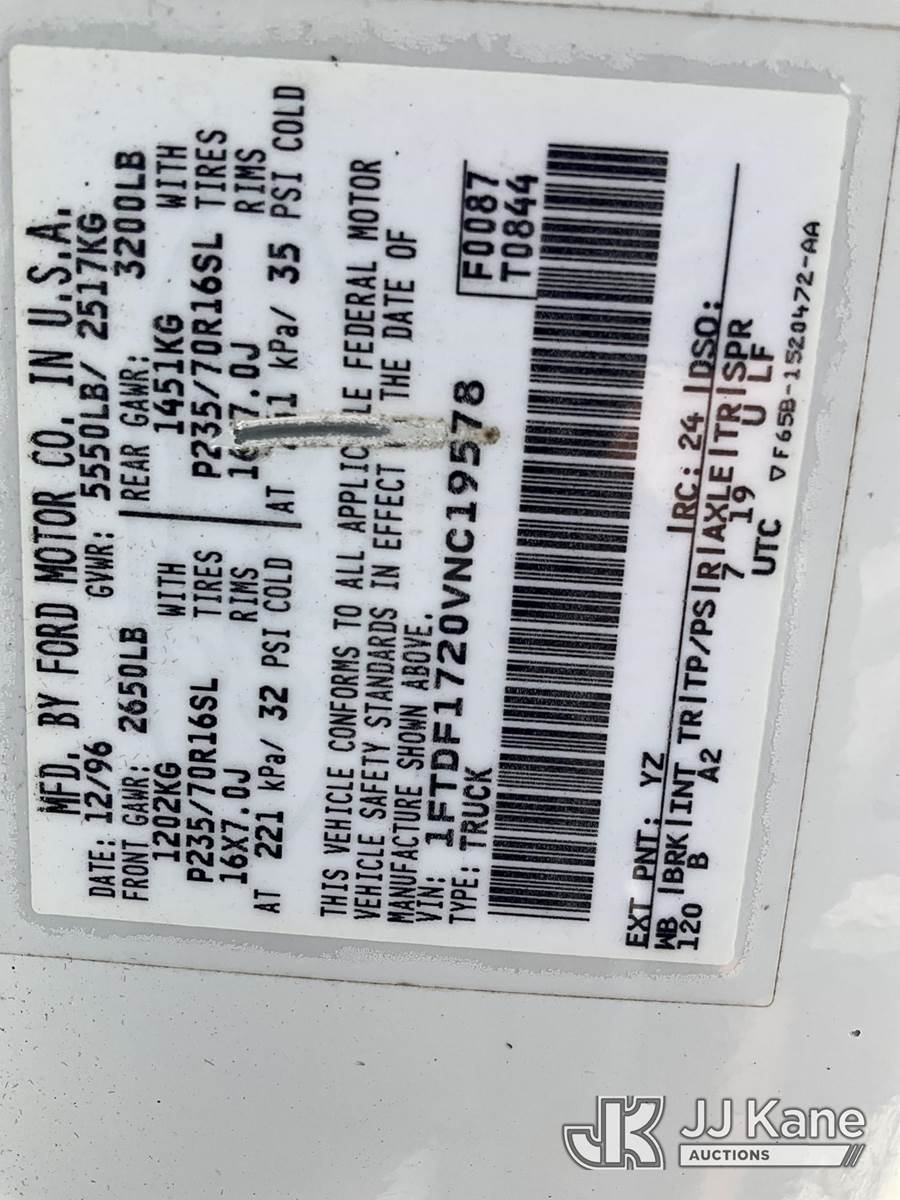 MFD. BY FORD MOTOR CO. IN U.S.A.
DATE: 12/96 GVWR: 5550LB/ 2517KG
FRONT GAWR: 2650LB REAR GAWR: 3200LB
1202KG WITH 1451KG WITH
P235/70R16SL TIRES P235/70R16SL TIRES
16X7.0J RIMS 7.0J RIMS
AT 221 kPa/ 32 PSI COLD AT kPa/ 35 PSI COLD
THIS VEHICLE CONFORMS TO ALL FEDERAL MOTOR
VEHICLE SAFETY STANDARDS IN EFFECT THE DATE OF
MANUFACTURE SHOWN ABOVE.
VIN: 1FTDF1720VNC19578
F0087
TYPE: TRUCK
T0844
EXT PNT: YZ RC: 24 DSO:
WB BRK INT TR TP/PS R AXLE TR SPR
120 B A2 7 19 U LF
UTC ▽F65B-1520472-AA
JK JJ Kane
AUCTIONS